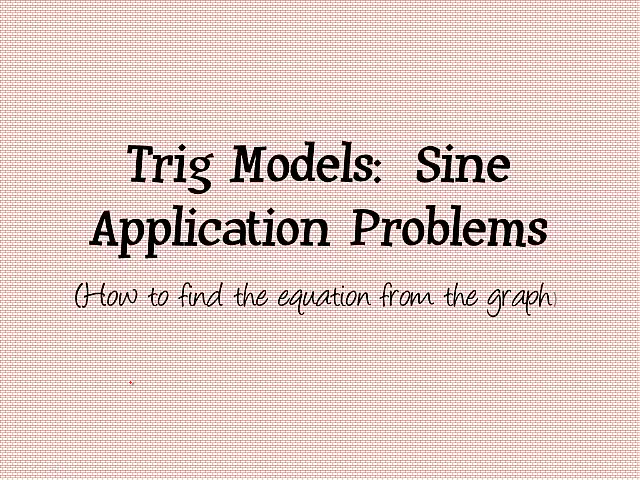 Trig Models: Sine
Application Problems
(How to find the equation from the graph)